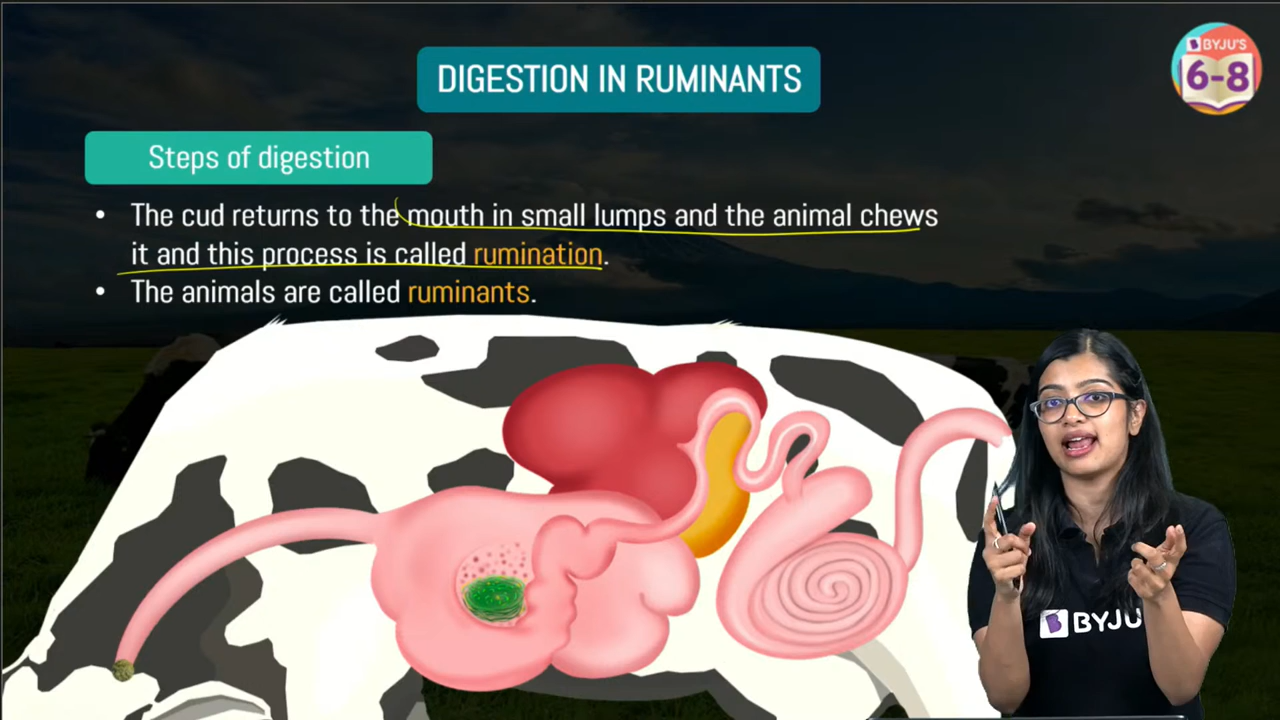 BYJU'S
6-8
DIGESTION IN RUMINANTS
Steps of digestion
• The cud returns to the mouth in small lumps and the animal chews
it and this process is called rumination.
• The animals are called ruminants.
BYJU